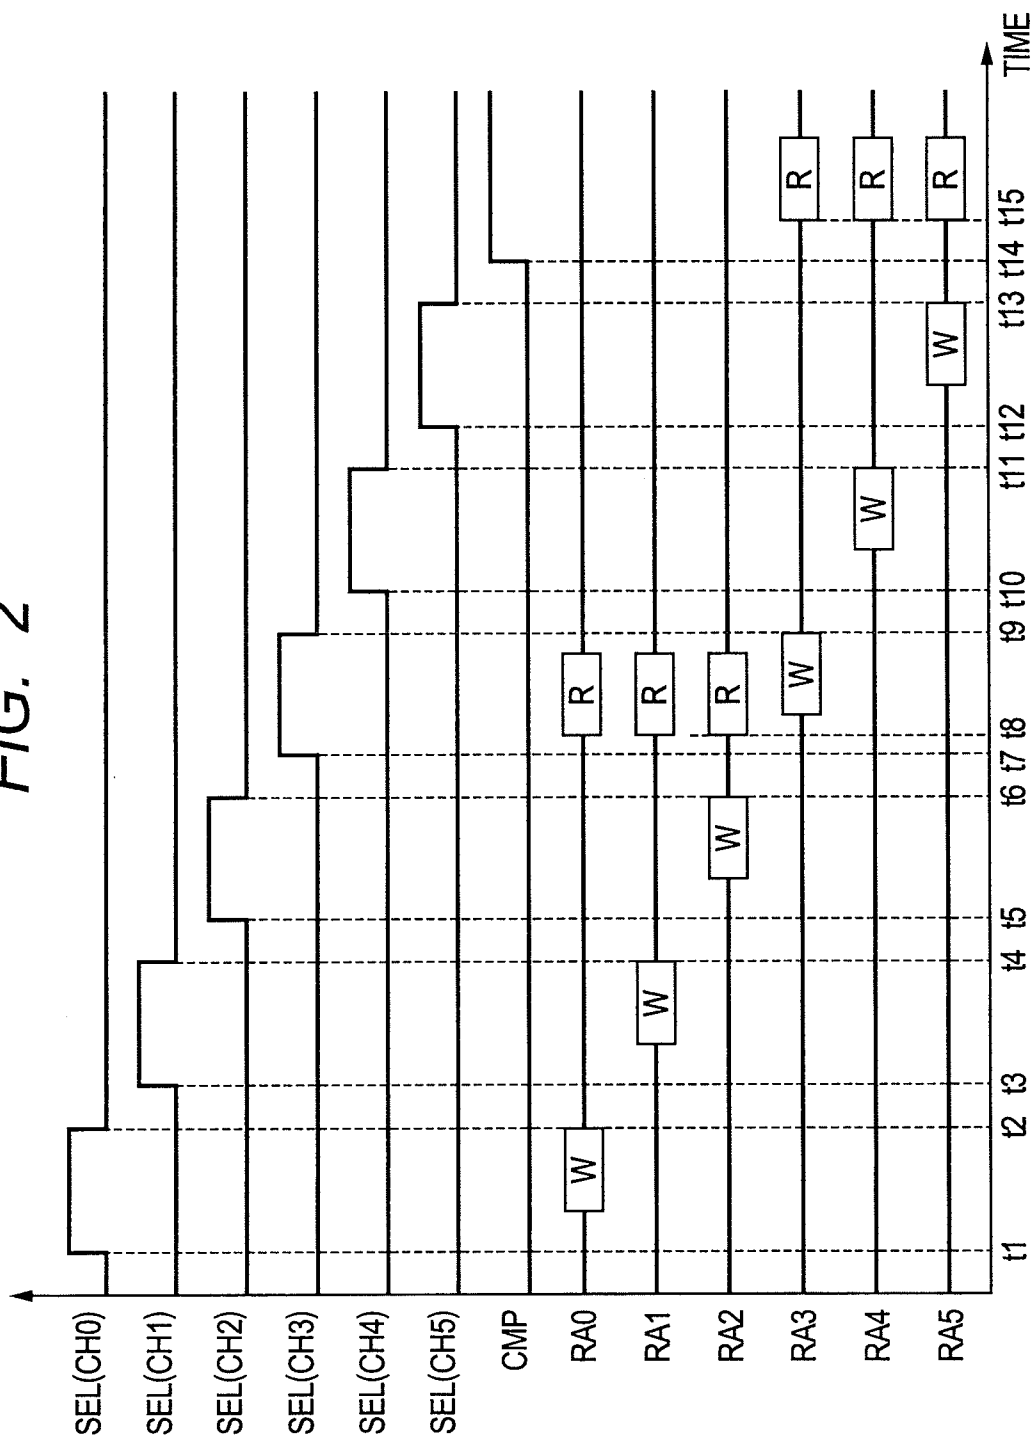 FIG. 2
SEL(CH0)
SEL(CH1)
SEL(CH2)
SEL(CH3)
SEL(CH4)
SEL(CH5)
CMP
RA0 W R
RA1 W R
RA2 W R
RA3 W R
RA4 W R
RA5 W R
t1 t2 t3 t4 t5 t6 t7 t8 t9 t10 t11 t12 t13 t14 t15 TIME